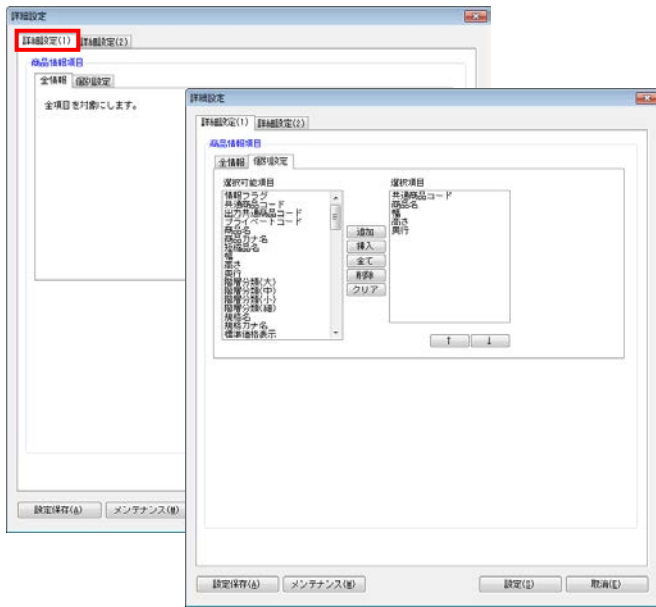 詳細設定
詳細設定(1) 詳細設定(2)
商品情報項目
全情報 個別設定
全項目を対象にします。
設定保存(A) メンテナンス(M)
詳細設定
詳細設定(1) 詳細設定(2)
商品情報項目
全情報 個別設定
選択可能項目
情報フラグ
共通商品コード
出力共通商品コード
プライベートコード
商品名
商品カナ名
短縮品名
幅
高さ
奥行
階層分類(大)
階層分類(中)
階層分類(小)
階層分類(細)
規格名
規格カナ名
標準価格表示
追加
挿入
全て
削除
クリア
選択項目
共通商品コード
商品名
幅
高さ
奥行
↑ ↓
設定保存(A) メンテナンス(M) 設定(S) 取消(E)